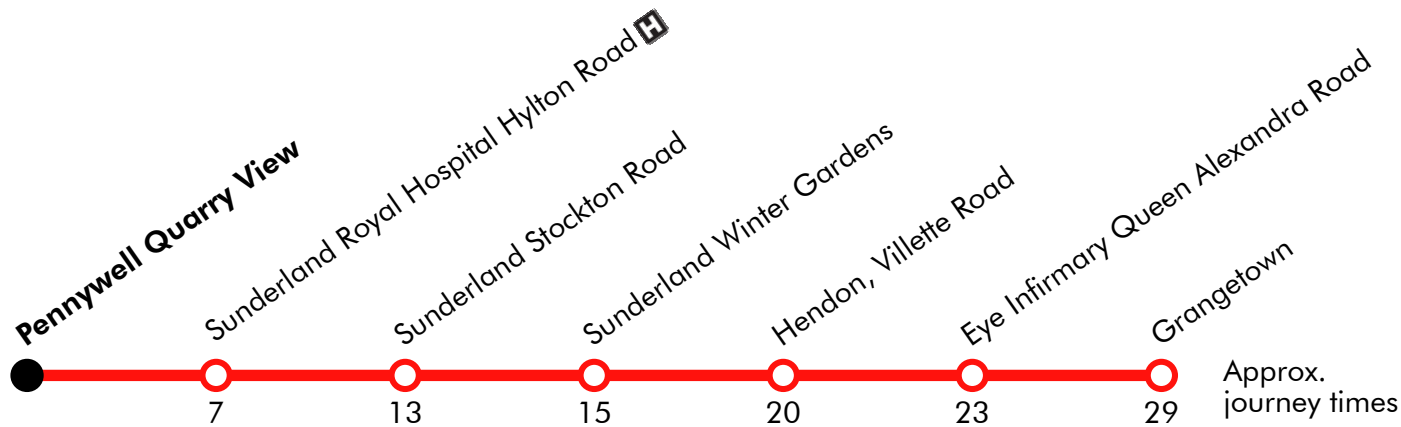 Pennywell Quarry View
Sunderland Royal Hospital Hylton Road H
Sunderland Stockton Road
Sunderland Winter Gardens
Hendon, Villette Road
Eye Infirmary Queen Alexandra Road
Grangetown
7
13
15
20
23
29
Approx.
journey times